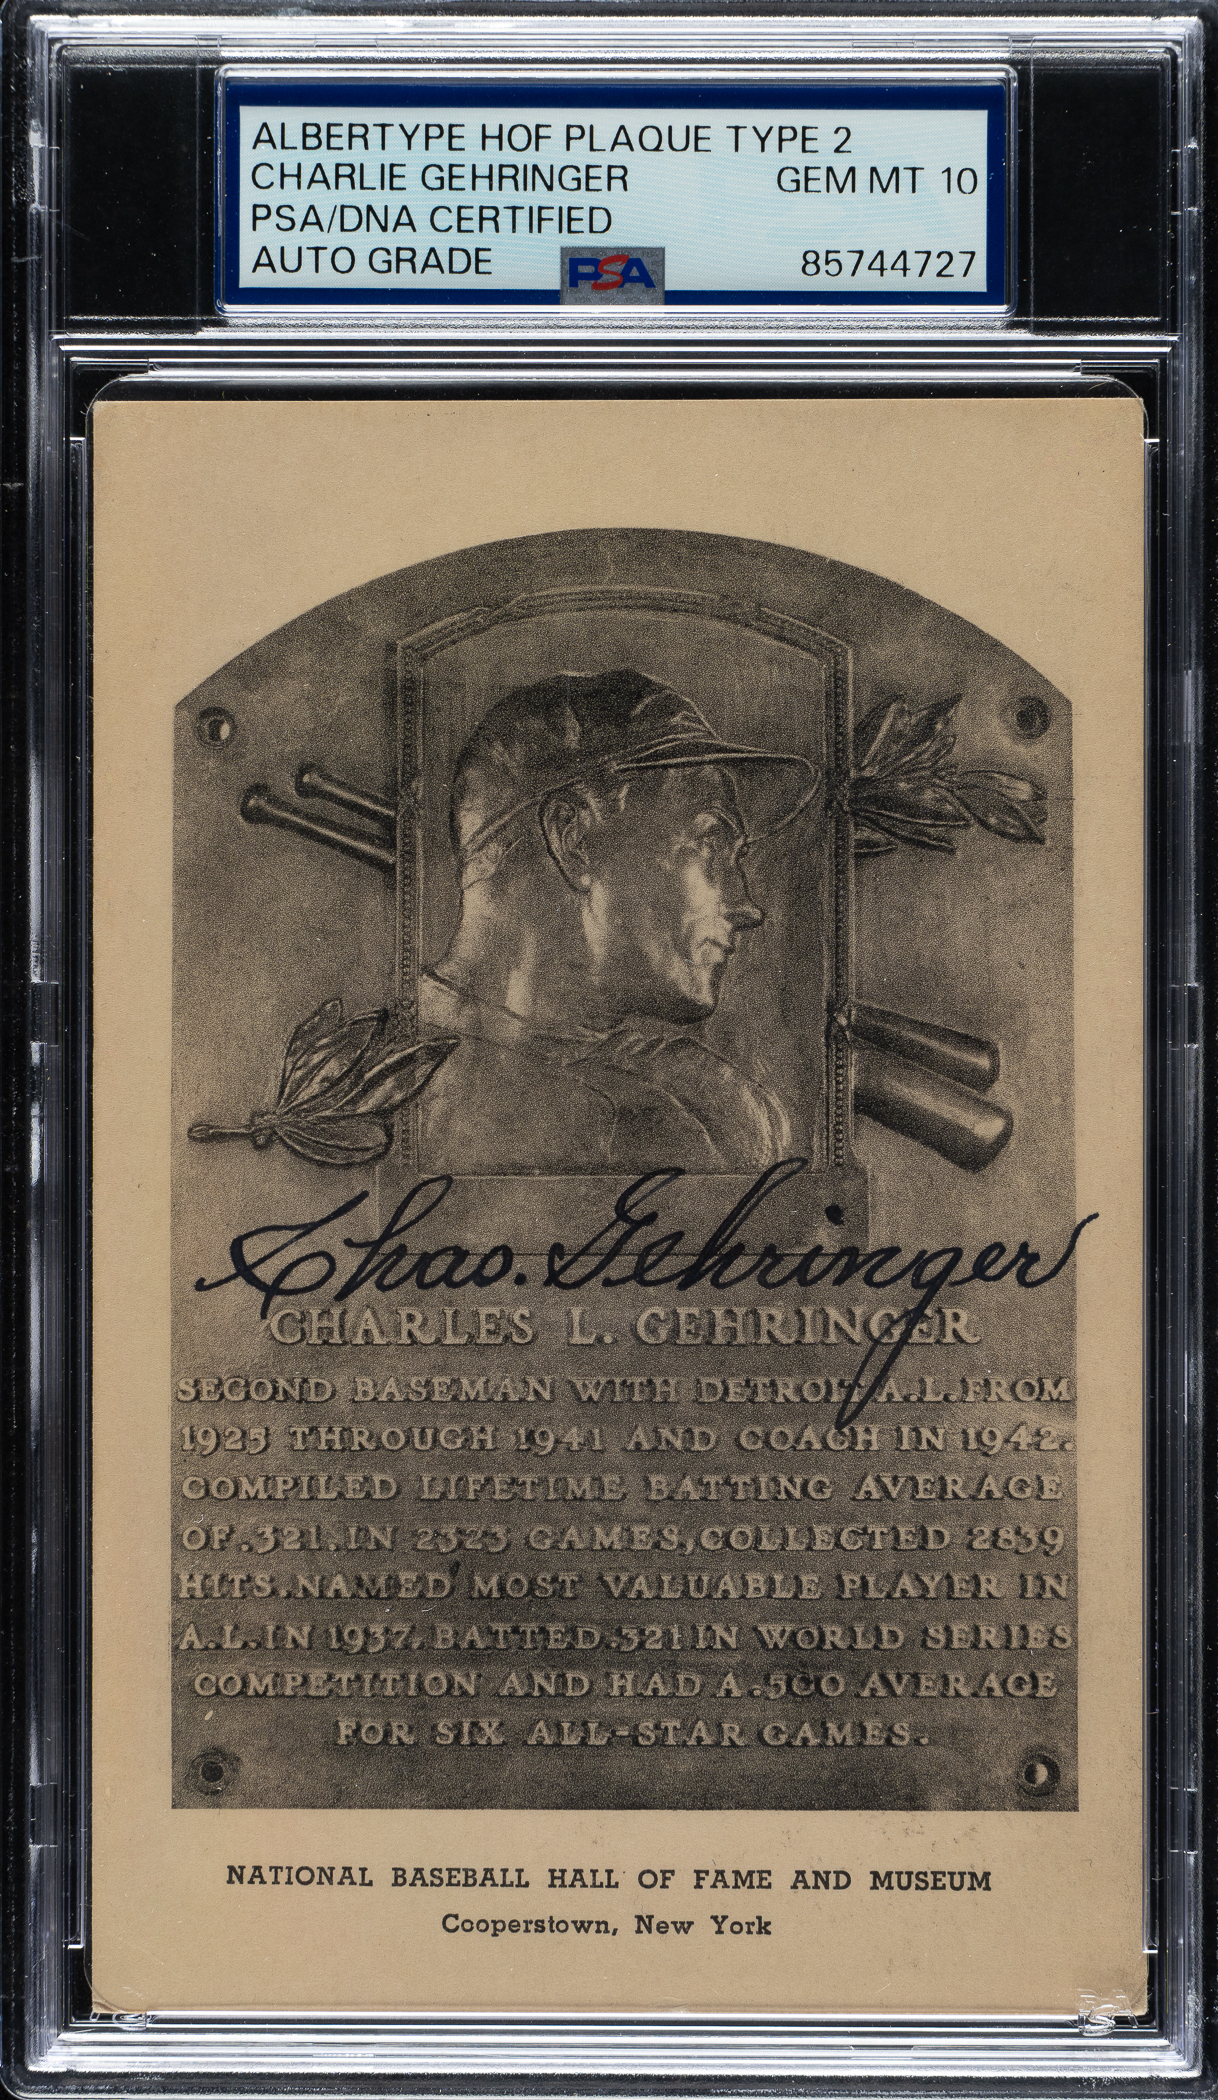 ALBERTYPE HOF PLAQUE TYPE 2
CHARLIE GEHRINGER GEM MT 10
PSA/DNA CERTIFIED
AUTO GRADE PSA 85744727
Chas. Gehringer
CHARLES L. GEHRINGER
SECOND BASEMAN WITH DETROIT A.L. FROM
1925 THROUGH 1941 AND COACH IN 1942.
COMPILED LIFETIME BATTING AVERAGE
OF .321. IN 2323 GAMES, COLLECTED 2839
HITS. NAMED MOST VALUABLE PLAYER IN
A.L. IN 1937. BATTED .321 IN WORLD SERIES
COMPETITION AND HAD A .500 AVERAGE
FOR SIX ALL-STAR GAMES.
NATIONAL BASEBALL HALL OF FAME AND MUSEUM
Cooperstown, New York